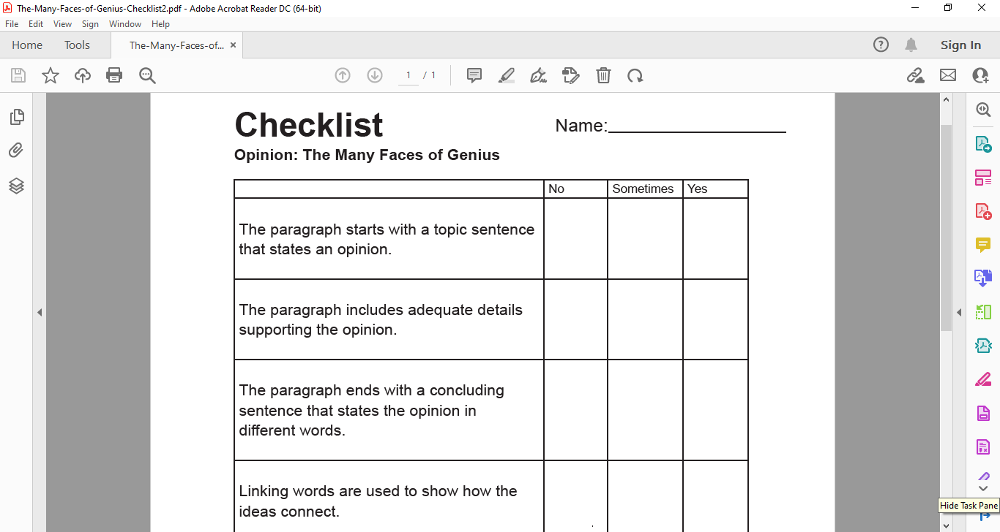 The-Many-Faces-of-Genius-Checklist2.pdf - Adobe Acrobat Reader DC (64-bit)
File Edit View Sign Window Help
Home Tools The-Many-Faces-of... × Sign In
1 / 1
Checklist Name:
Opinion: The Many Faces of Genius
No Sometimes Yes
The paragraph starts with a topic sentence
that states an opinion.
The paragraph includes adequate details
supporting the opinion.
The paragraph ends with a concluding
sentence that states the opinion in
different words.
Linking words are used to show how the
ideas connect.
Hide Task Pane